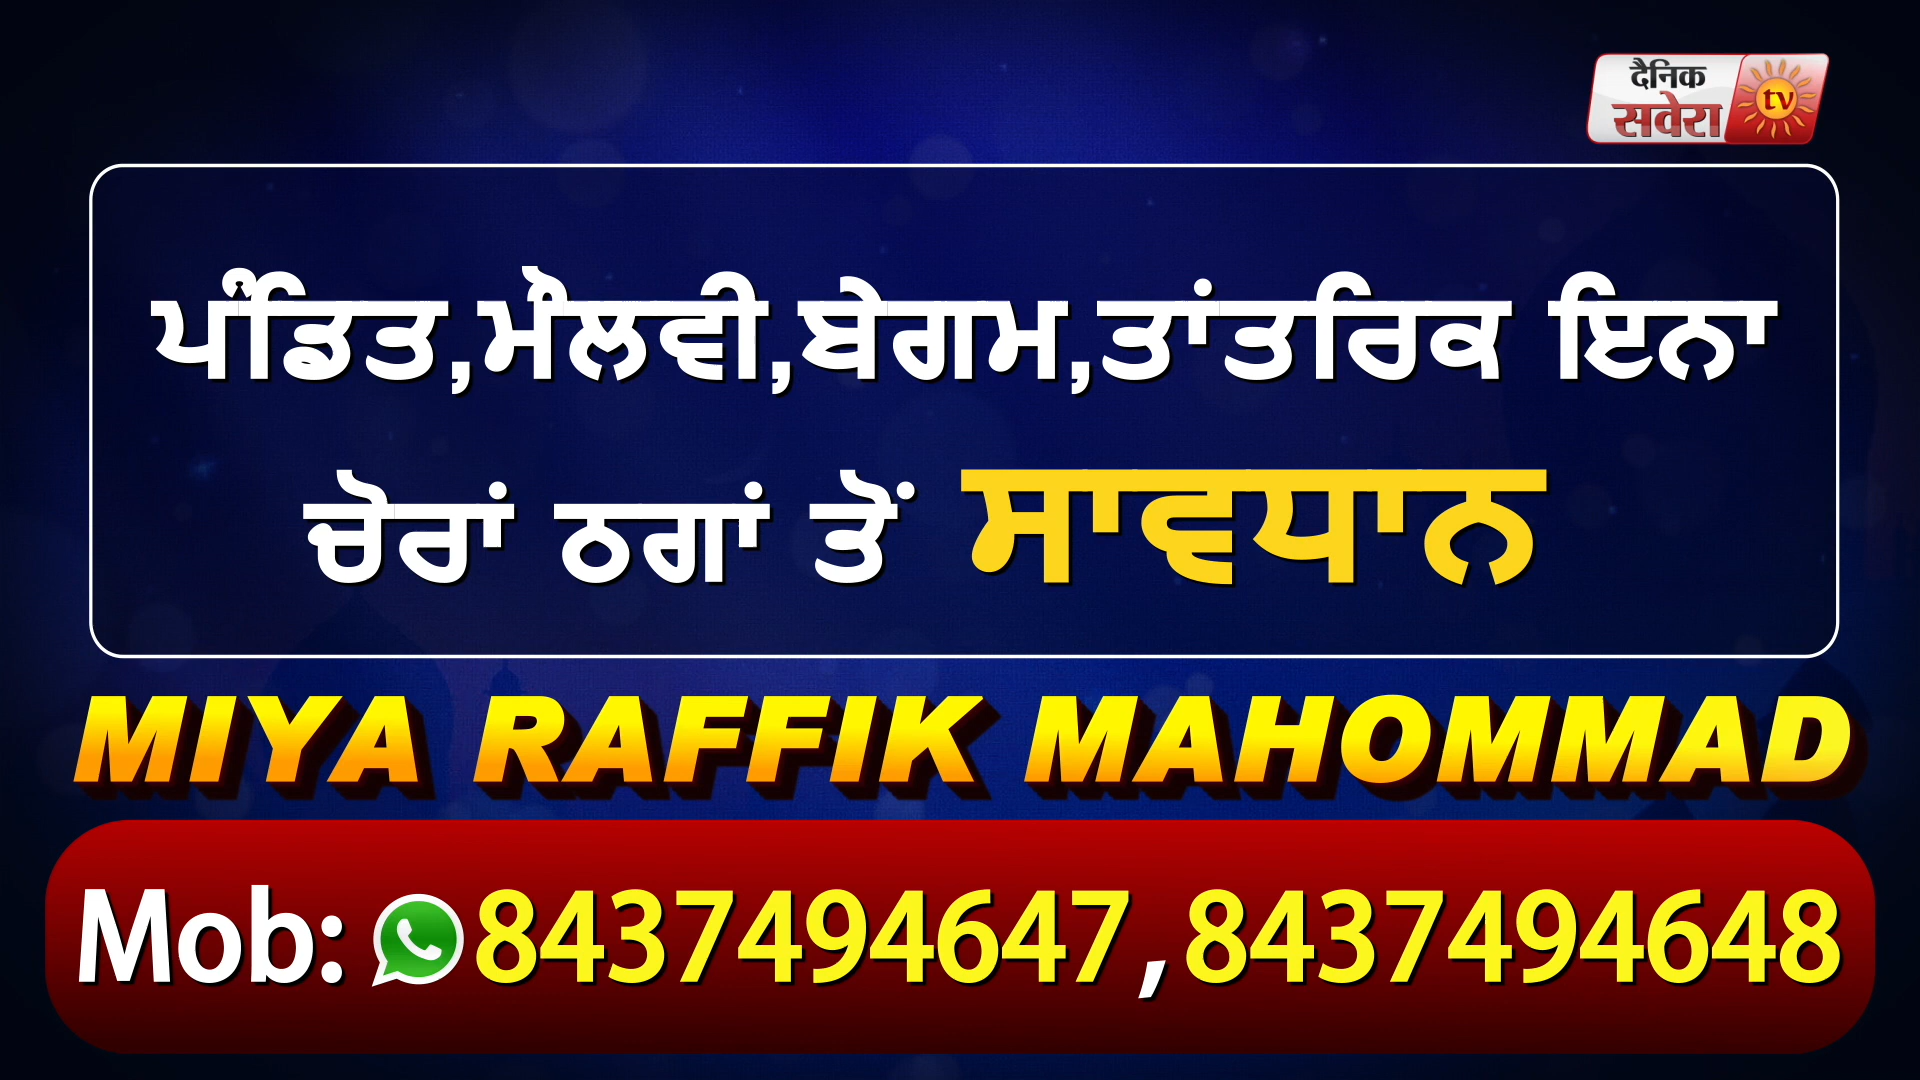 दैनिक
सवेरा tv
ਪੰਡਿਤ,ਮੌਲਵੀ,ਬੇਗਮ,ਤਾਂਤਰਿਕ ਇਨਾ
ਚੋਰਾਂ ਠਗਾਂ ਤੋਂ ਸਾਵਧਾਨ
MIYA RAFFIK MAHOMMAD
Mob: 8437494647, 8437494648